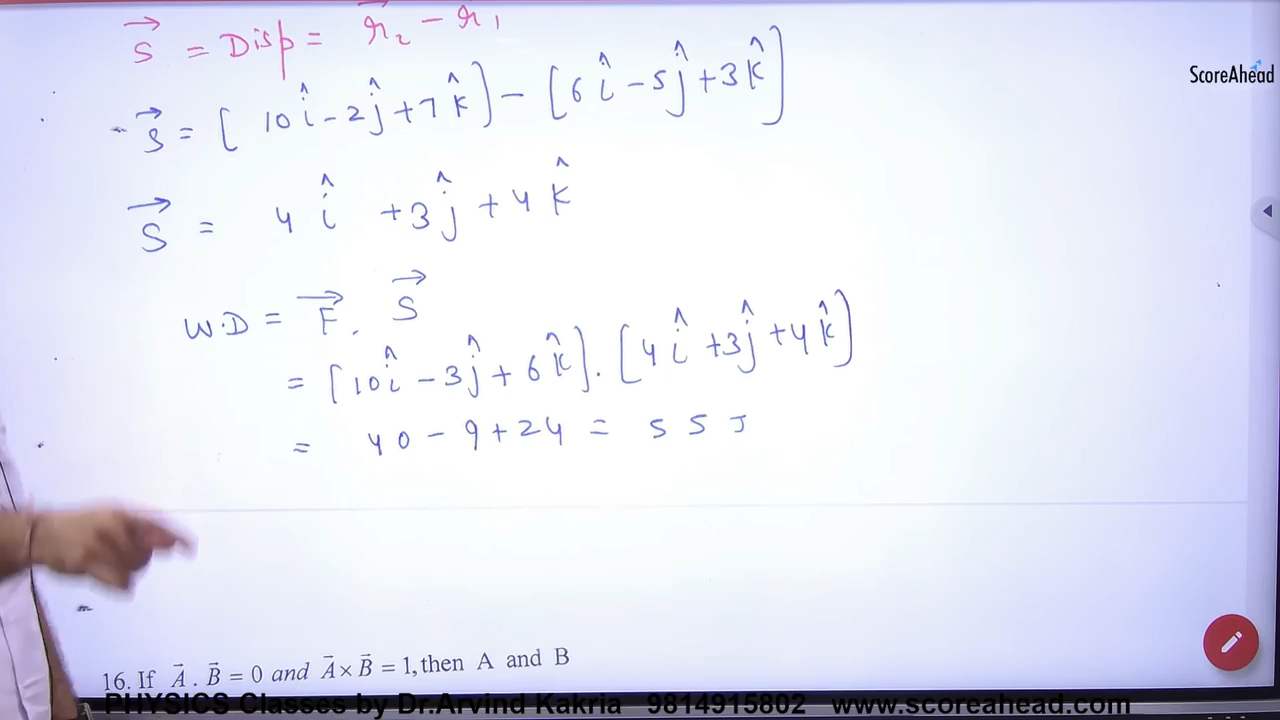 S⃗ = Disp = r⃗₂ - r⃗₁
ScoreAhead
S⃗ = [10î - 2ĵ + 7k̂] - [6î - 5ĵ + 3k̂]
S⃗ = 4î + 3ĵ + 4k̂
W.D = F⃗ . S⃗
= [10î - 3ĵ + 6k̂] . [4î + 3ĵ + 4k̂]
= 40 - 9 + 24 = 55 J
16. If A⃗ . B⃗ = 0 and A⃗ × B⃗ = 1, then A and B
PHYSICS Classes by Dr.Arvind Kakria 9814915802 www.scoreahead.com